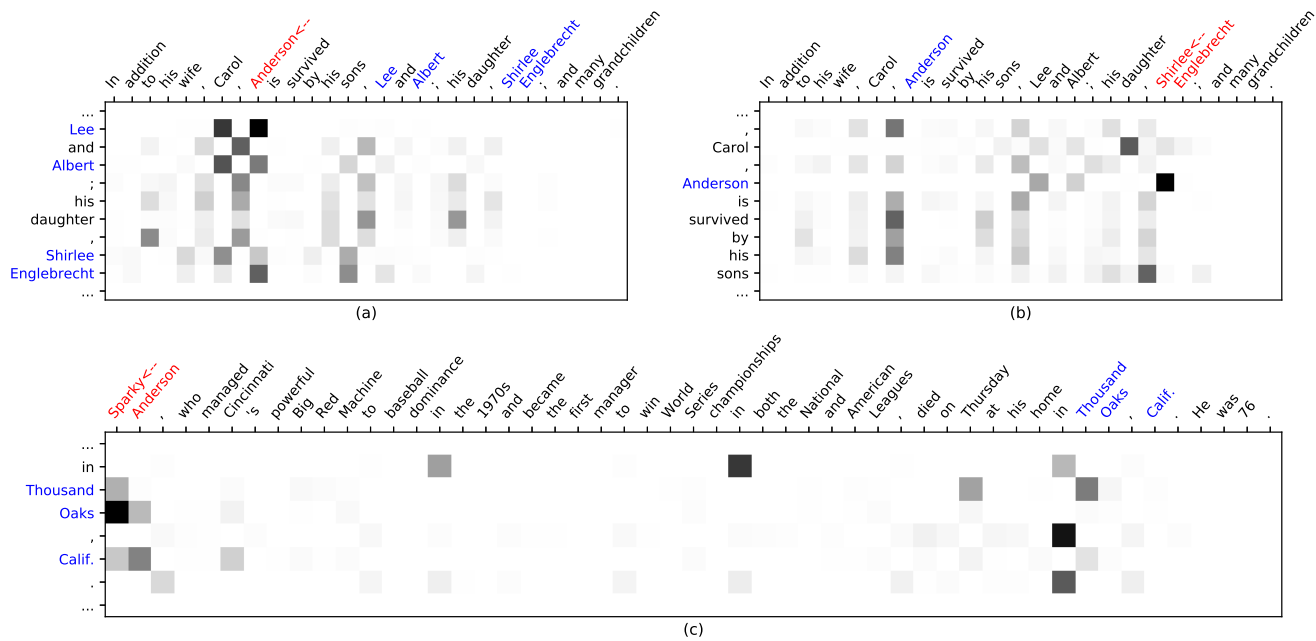 In addition to his wife , Carol , Anderson<-- is survived by his sons , Lee and Albert ; his daughter , Shirlee Englebrecht ; and many grandchildren .
...
Lee
and
Albert
;
his
daughter
,
Shirlee
Englebrecht
...
(a)
In addition to his wife , Carol , Anderson is survived by his sons , Lee and Albert ; his daughter , Shirlee<-- Englebrecht ; and many grandchildren .
...
,
Carol
,
Anderson
is
survived
by
his
sons
...
(b)
Sparky<-- Anderson , who managed Cincinnati 's powerful Big Red Machine to baseball dominance in the 1970s and became the first manager to win World Series championships in both the National and American Leagues , died on Thursday at his home in Thousand Oaks , Calif. . He was 76 .
...
in
Thousand
Oaks
,
Calif.
.
...
(c)